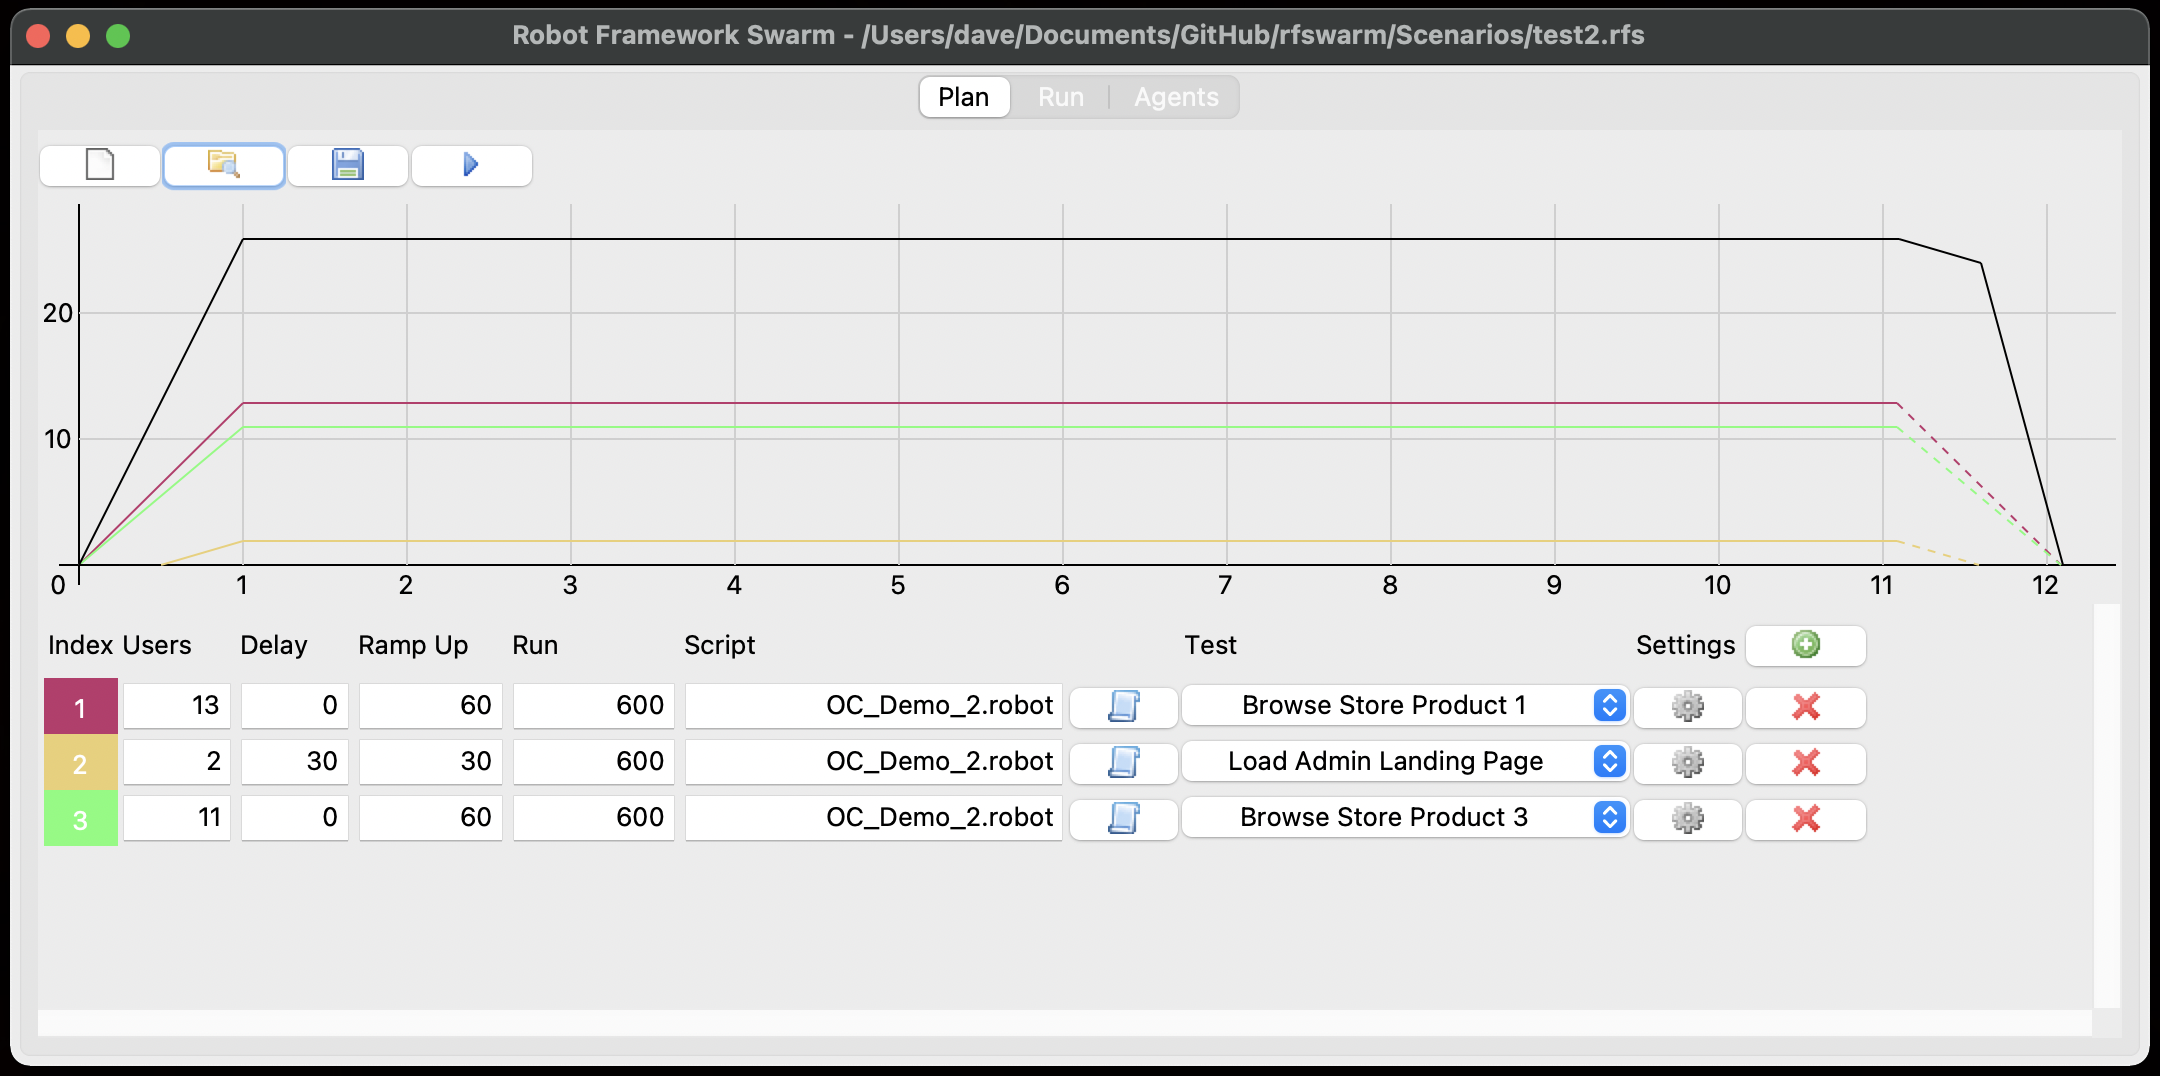 Robot Framework Swarm - /Users/dave/Documents/GitHub/rfswarm/Scenarios/test2.rfs
Plan Run Agents
20
10
0 1 2 3 4 5 6 7 8 9 10 11 12
Index Users Delay Ramp Up Run Script Test Settings
1 13 0 60 600 OC_Demo_2.robot Browse Store Product 1
2 2 30 30 600 OC_Demo_2.robot Load Admin Landing Page
3 11 0 60 600 OC_Demo_2.robot Browse Store Product 3